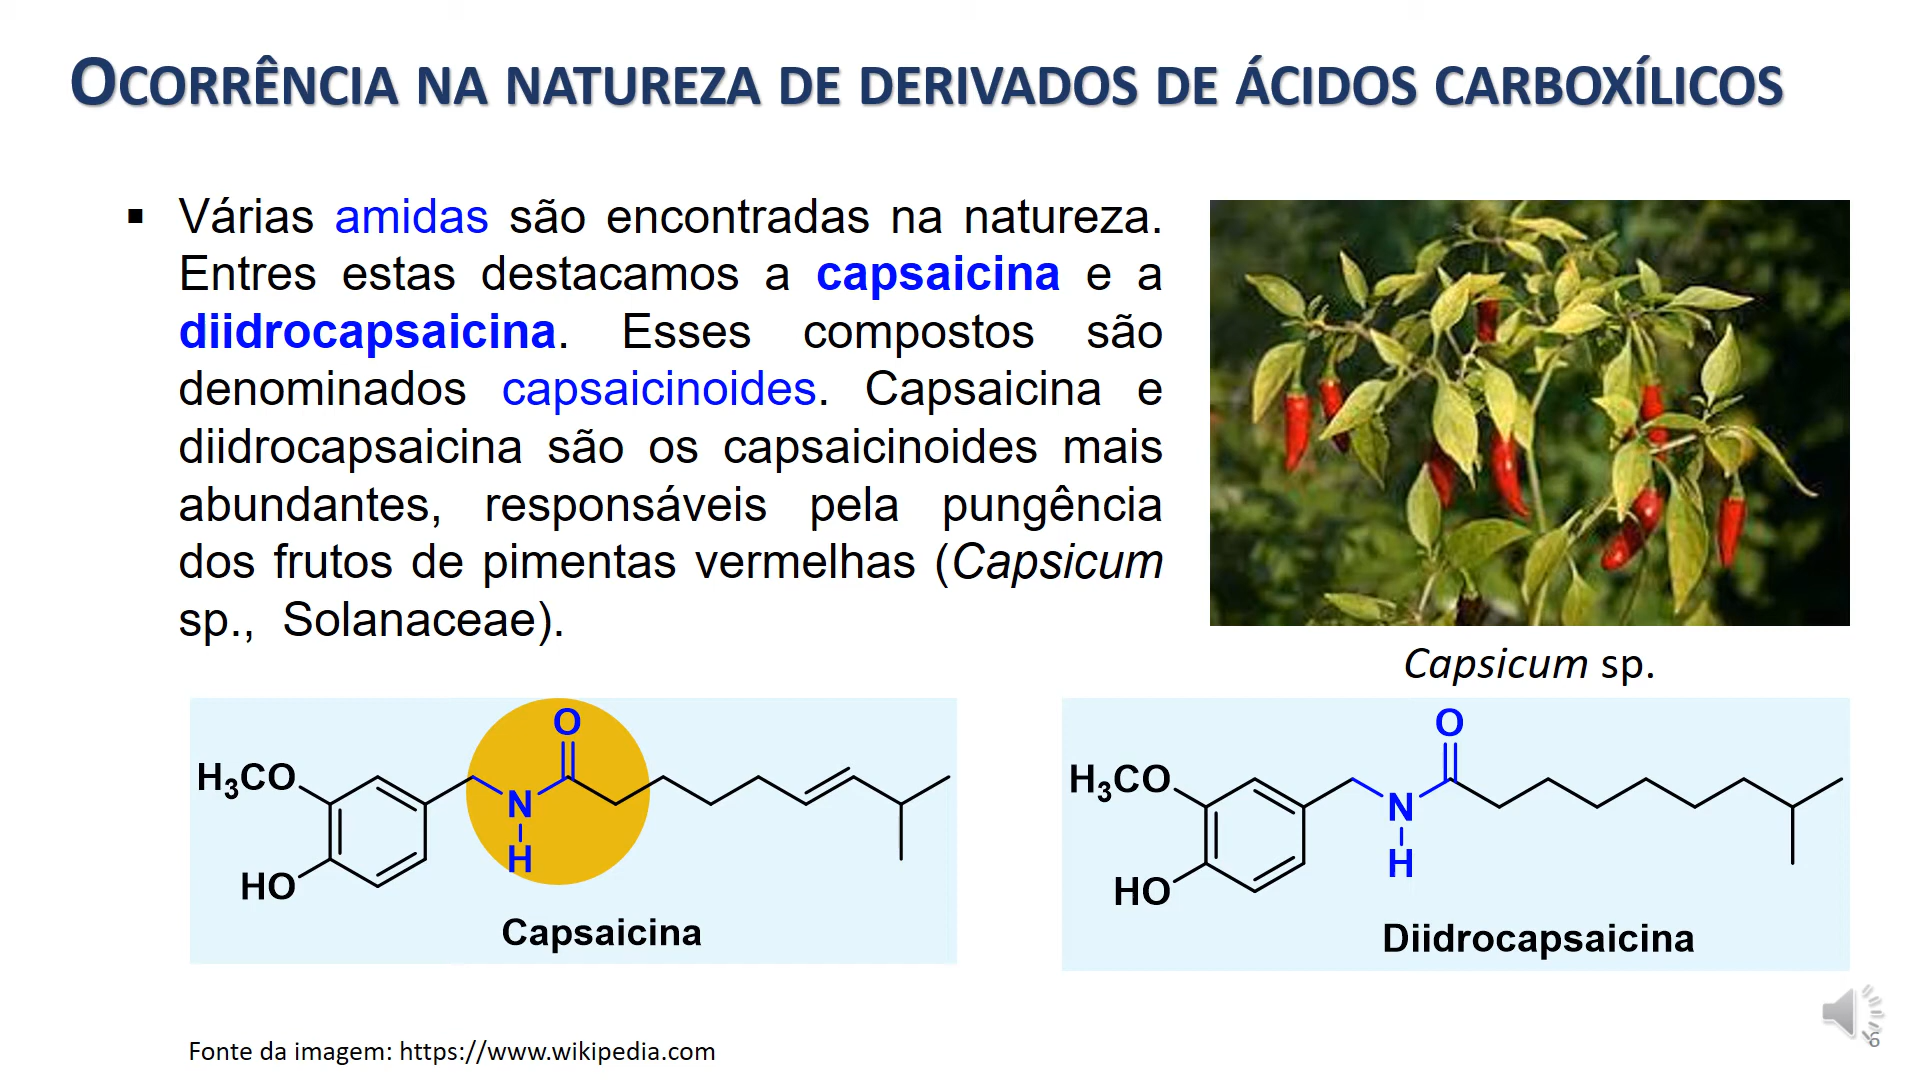 OCORRÊNCIA NA NATUREZA DE DERIVADOS DE ÁCIDOS CARBOXÍLICOS
▪ Várias amidas são encontradas na natureza.
Entres estas destacamos a capsaicina e a
diidrocapsaicina. Esses compostos são
denominados capsaicinoides. Capsaicina e
diidrocapsaicina são os capsaicinoides mais
abundantes, responsáveis pela pungência
dos frutos de pimentas vermelhas (Capsicum
sp., Solanaceae).
Capsicum sp.
O
H₃CO
N
H
HO
Capsaicina
O
H₃CO
N
H
HO
Diidrocapsaicina
Fonte da imagem: https://www.wikipedia.com
6